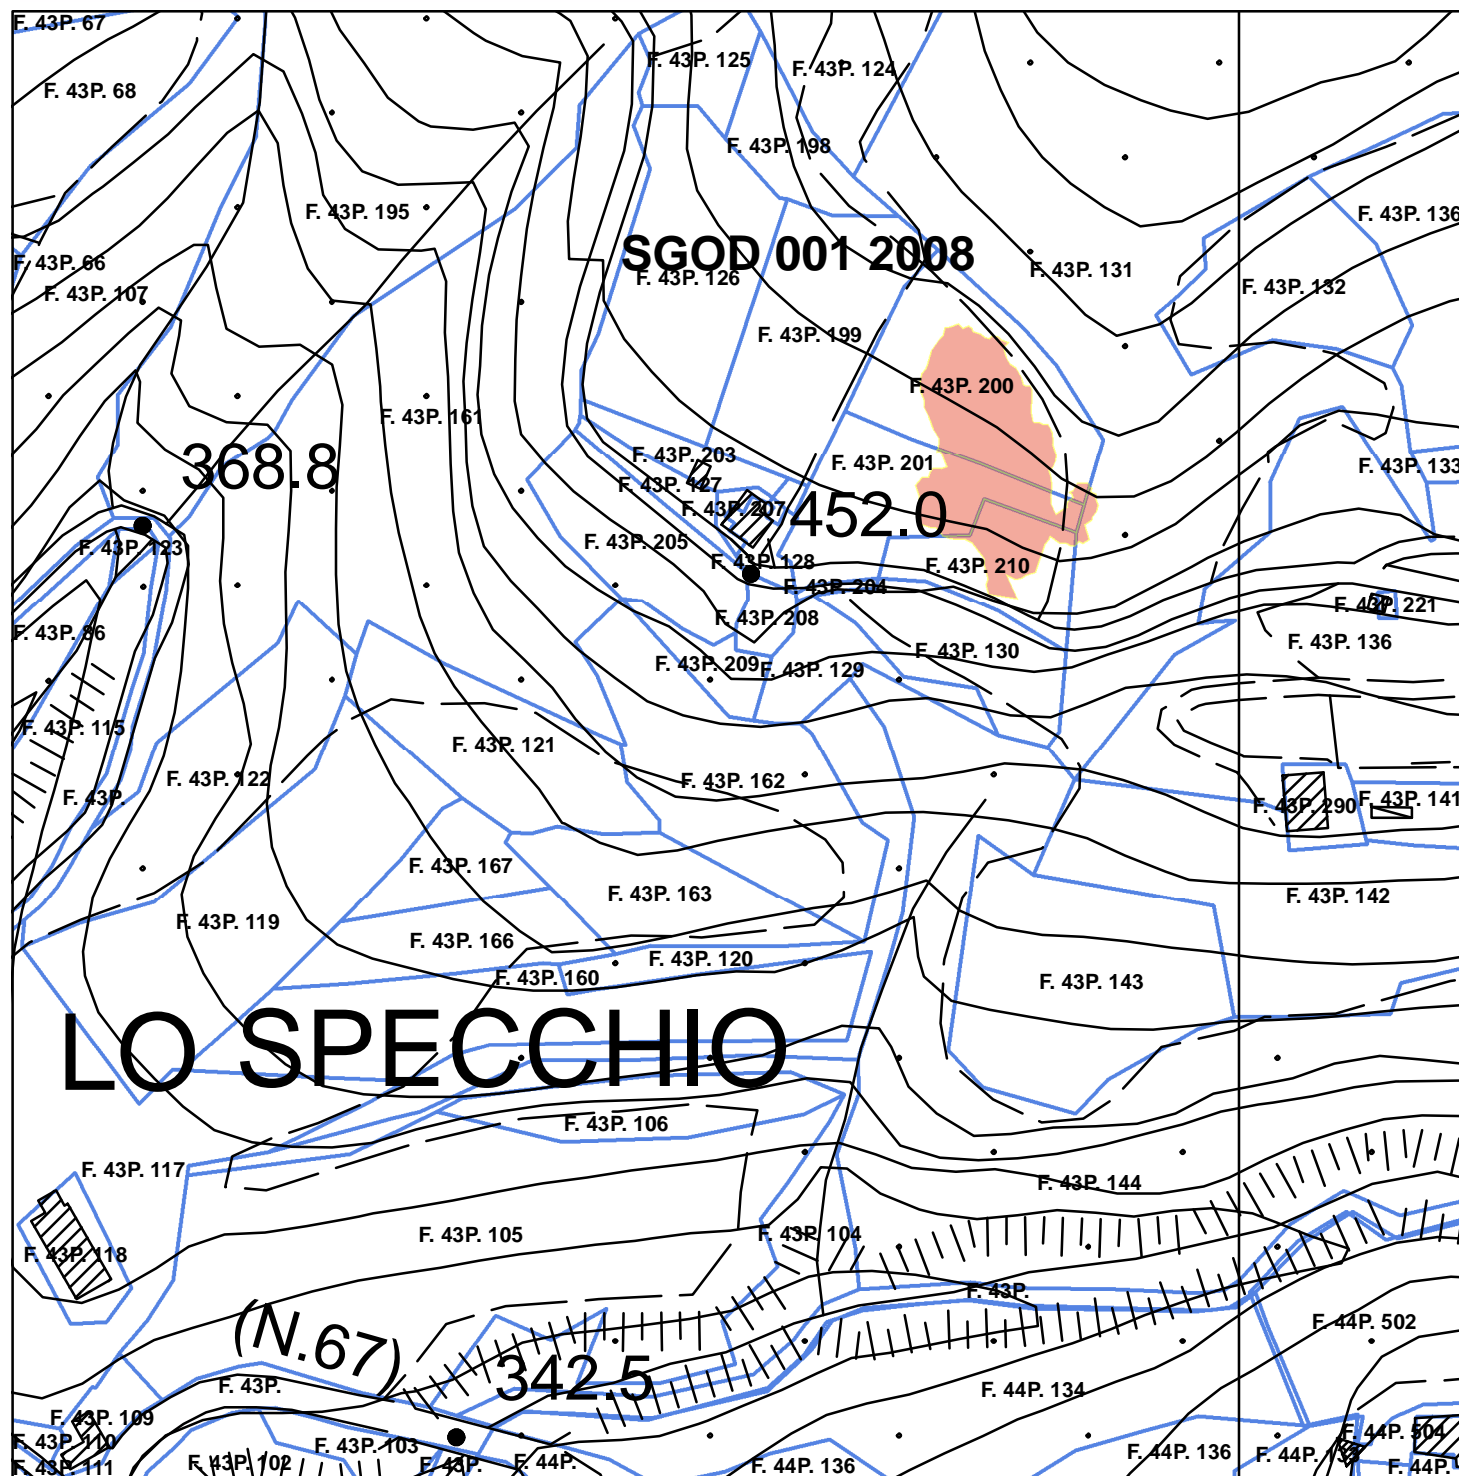 F. 43P. 67
F. 43P. 125
F. 43P. 124
F. 43P. 68
F. 43P. 198
F. 43P. 195
F. 43P. 136
SGOD 001 2008
F. 43P. 66
F. 43P. 126
F. 43P. 131
F. 43P. 107
F. 43P. 132
F. 43P. 199
F. 43P. 200
F. 43P. 161
F. 43P. 203
F. 43P. 201
F. 43P. 133
368.8
F. 43P. 127
F. 43P. 207
452.0
F. 43P. 123
F. 43P. 205
F. 43P. 128
F. 43P. 210
F. 43P. 204
F. 43P. 221
F. 43P. 208
F. 43P. 86
F. 43P. 136
F. 43P. 130
F. 43P. 209
F. 43P. 129
F. 43P. 115
F. 43P. 121
F. 43P. 122
F. 43P. 162
F. 43P.
F. 43P. 290
F. 43P. 141
F. 43P. 167
F. 43P. 163
F. 43P. 142
F. 43P. 119
F. 43P. 166
F. 43P. 120
F. 43P. 160
F. 43P. 143
LO SPECCHIO
F. 43P. 106
F. 43P. 117
F. 43P. 144
F. 43P. 105
F. 43P. 104
F. 43P. 118
F. 43P.
(N.67)
F. 44P. 502
342.5
F. 43P.
F. 44P. 134
F. 43P. 109
F. 44P. 504
F. 43P. 110
F. 43P. 103
F. 44P. 136
F. 44P.
F. 43P. 111
F. 43P. 102
F. 43P.
F. 44P.
F. 44P. 136
F. 44P.